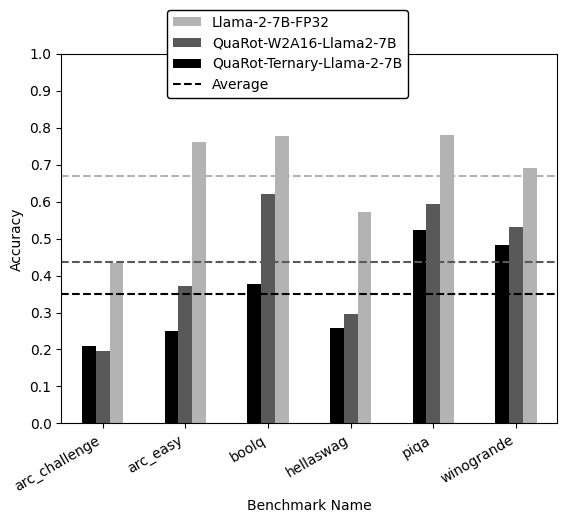 Llama-2-7B-FP32
QuaRot-W2A16-Llama2-7B
QuaRot-Ternary-Llama-2-7B
Average
1.0
0.9
0.8
0.7
0.6
0.5
0.4
0.3
0.2
0.1
0.0
Accuracy
arc_challenge
arc_easy
boolq
hellaswag
piqa
winogrande
Benchmark Name